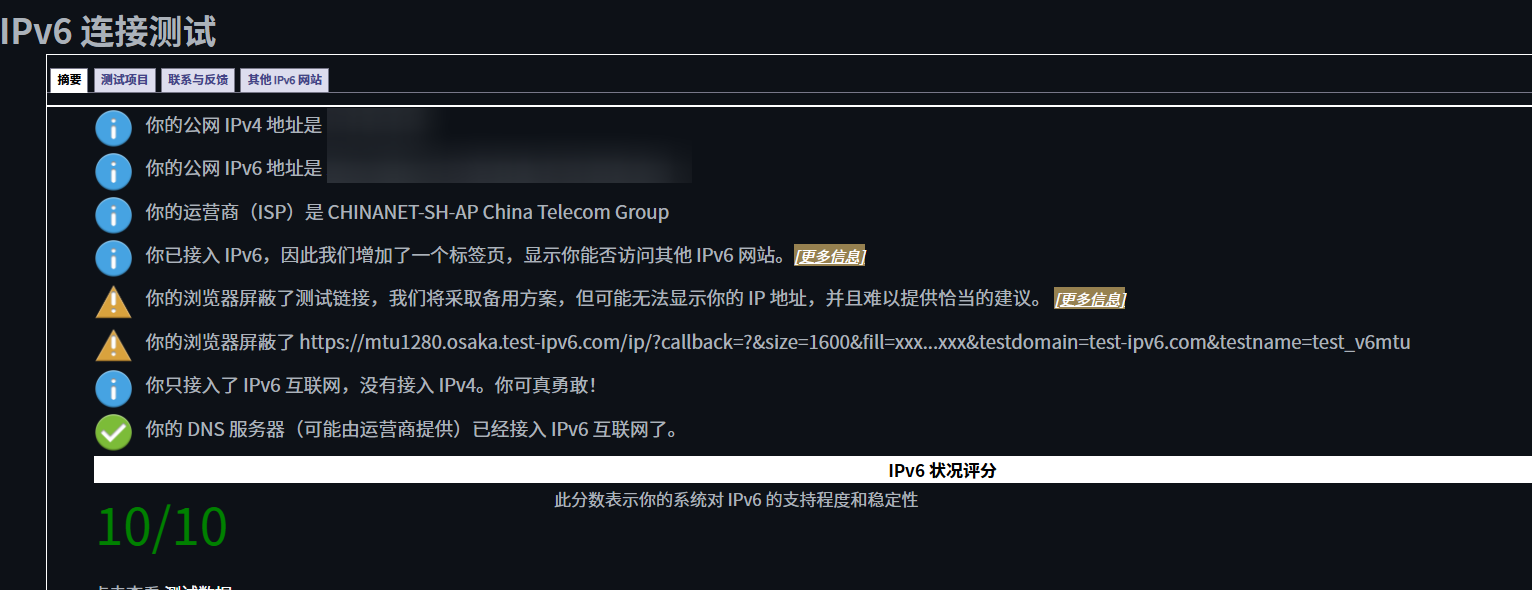 IPv6 连接测试
摘要 测试项目 联系与反馈 其他 IPv6 网站
你的公网 IPv4 地址是
你的公网 IPv6 地址是
你的运营商（ISP）是 CHINANET-SH-AP China Telecom Group
你已接入 IPv6，因此我们增加了一个标签页，显示你能否访问其他 IPv6 网站。[更多信息]
你的浏览器屏蔽了测试链接，我们将采取备用方案，但可能无法显示你的 IP 地址，并且难以提供恰当的建议。 [更多信息]
你的浏览器屏蔽了 https://mtu1280.osaka.test-ipv6.com/ip/?callback=?&size=1600&fill=xxx...xxx&testdomain=test-ipv6.com&testname=test_v6mtu
你只接入了 IPv6 互联网，没有接入 IPv4。你可真勇敢！
你的 DNS 服务器（可能由运营商提供）已经接入 IPv6 互联网了。
IPv6 状况评分
此分数表示你的系统对 IPv6 的支持程度和稳定性
10/10
点击查看 测试数据